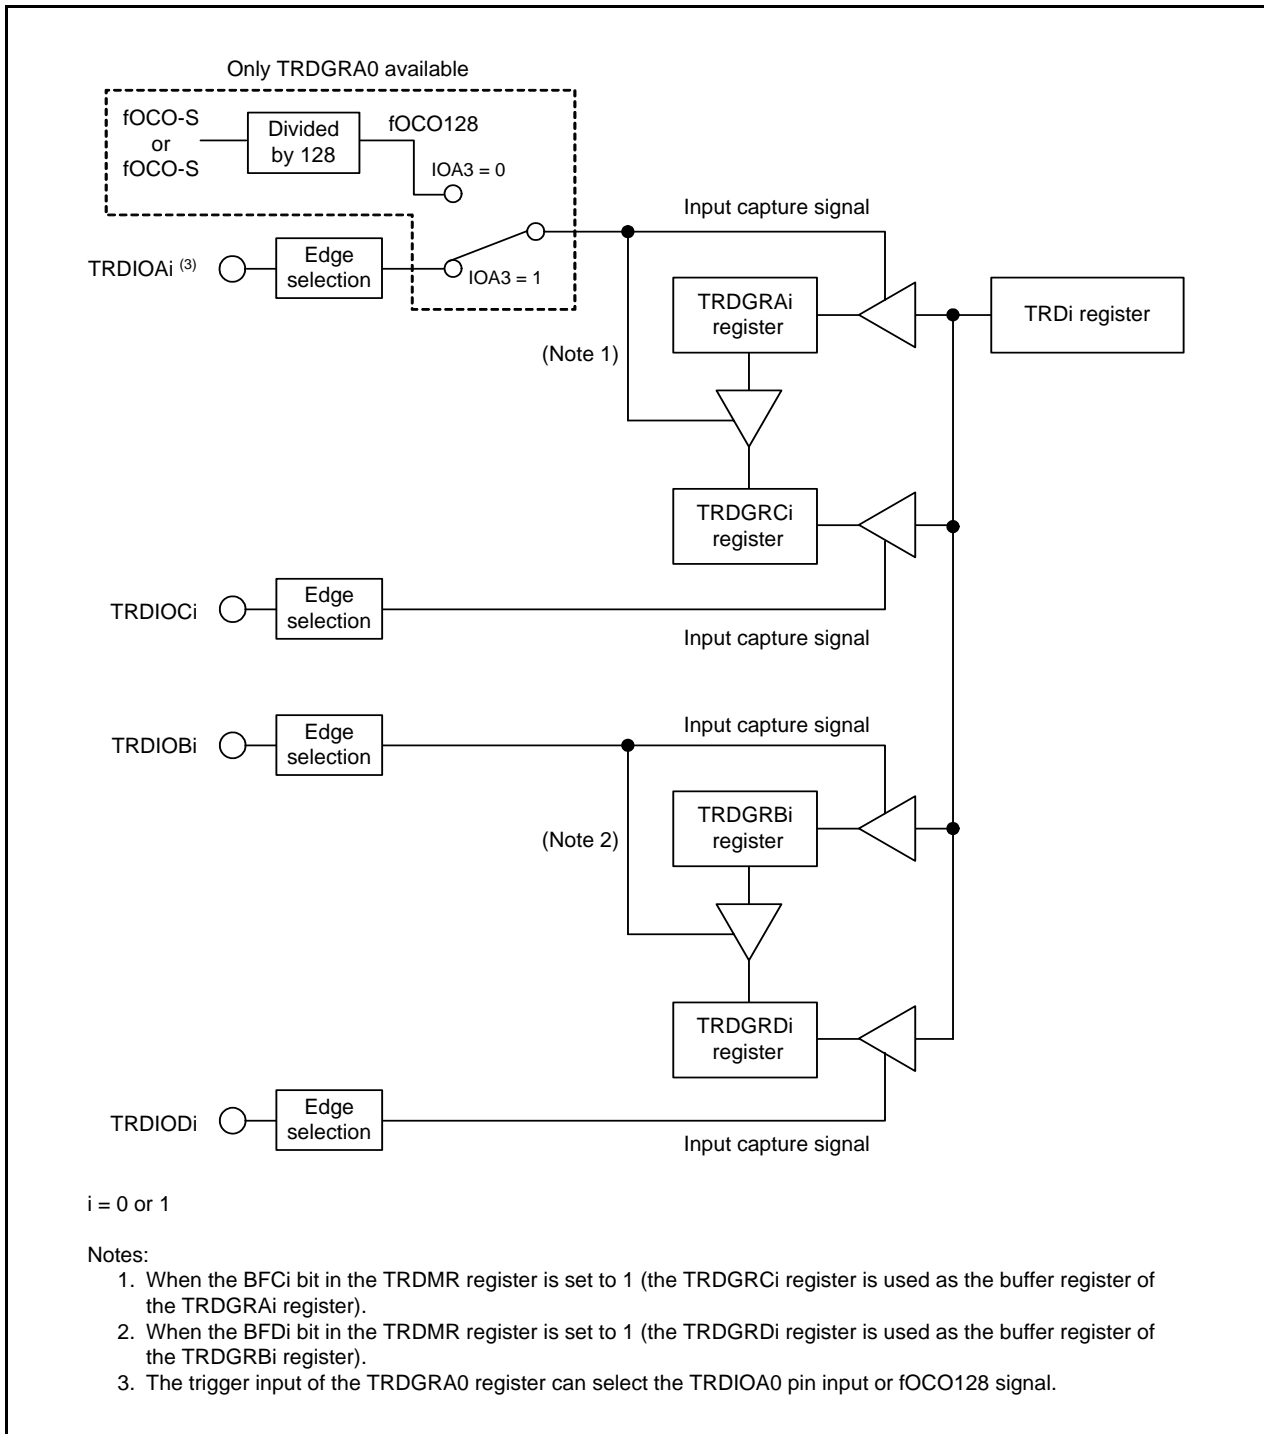 Only TRDGRA0 available
fOCO-S
or
fOCO-S
Divided
by 128
fOCO128
IOA3 = 0
Input capture signal
TRDIOAi (3)
Edge
selection
IOA3 = 1
TRDGRAi
register
TRDi register
(Note 1)
TRDGRCi
register
TRDIOCi
Edge
selection
Input capture signal
TRDIOBi
Edge
selection
Input capture signal
TRDGRBi
register
(Note 2)
TRDGRDi
register
TRDIODi
Edge
selection
Input capture signal
i = 0 or 1
Notes:
1. When the BFCi bit in the TRDMR register is set to 1 (the TRDGRCi register is used as the buffer register of
the TRDGRAi register).
2. When the BFDi bit in the TRDMR register is set to 1 (the TRDGRDi register is used as the buffer register of
the TRDGRBi register).
3. The trigger input of the TRDGRA0 register can select the TRDIOA0 pin input or fOCO128 signal.